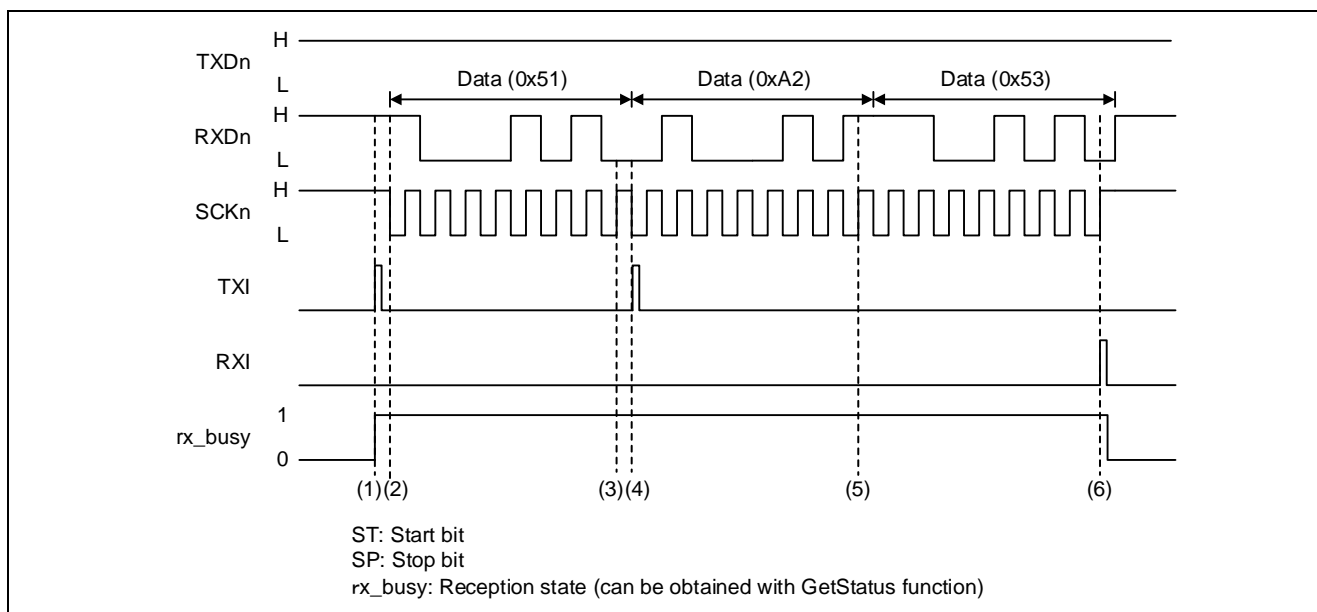 H
TXDn
L
Data (0x51) Data (0xA2) Data (0x53)
H
RXDn
L
H
SCKn
L
TXI
RXI
1
rx_busy
0
(1) (2) (3) (4) (5) (6)
ST: Start bit
SP: Stop bit
rx_busy: Reception state (can be obtained with GetStatus function)